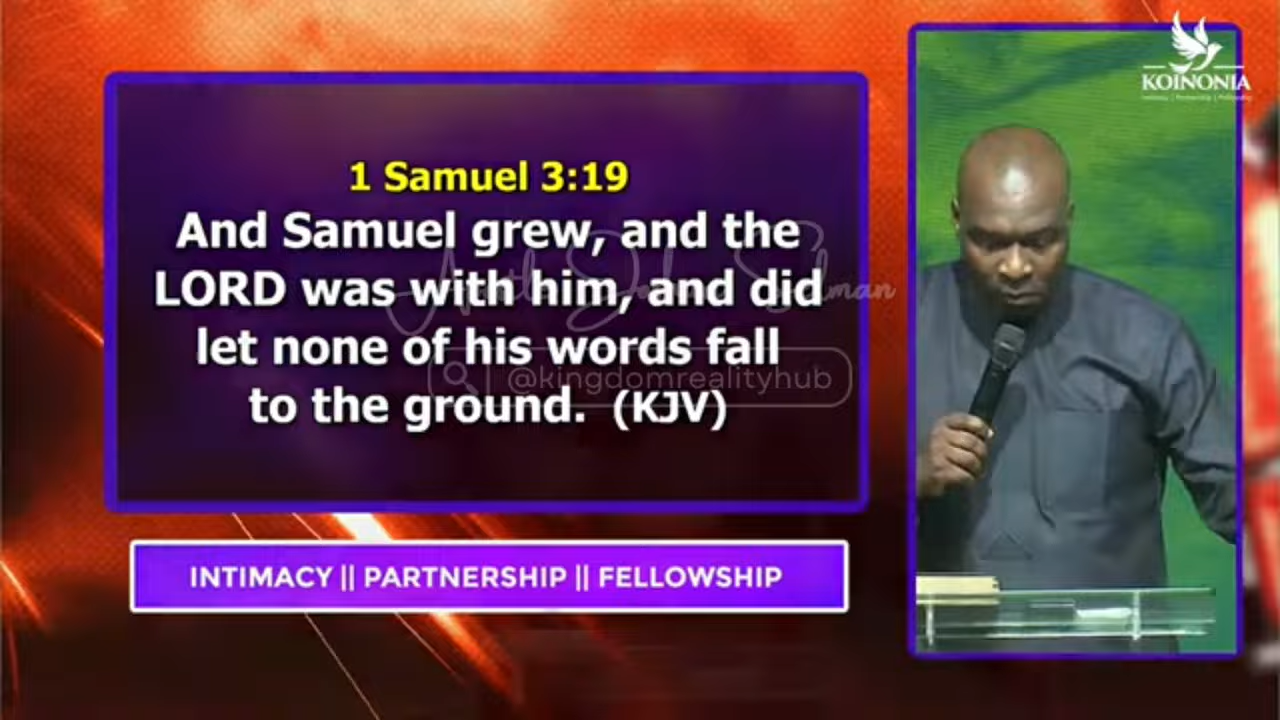 KOINONIA
1 Samuel 3:19
And Samuel grew, and the
LORD was with him, and did
let none of his words fall
to the ground. (KJV)
@kingdomrealityhub
INTIMACY || PARTNERSHIP || FELLOWSHIP